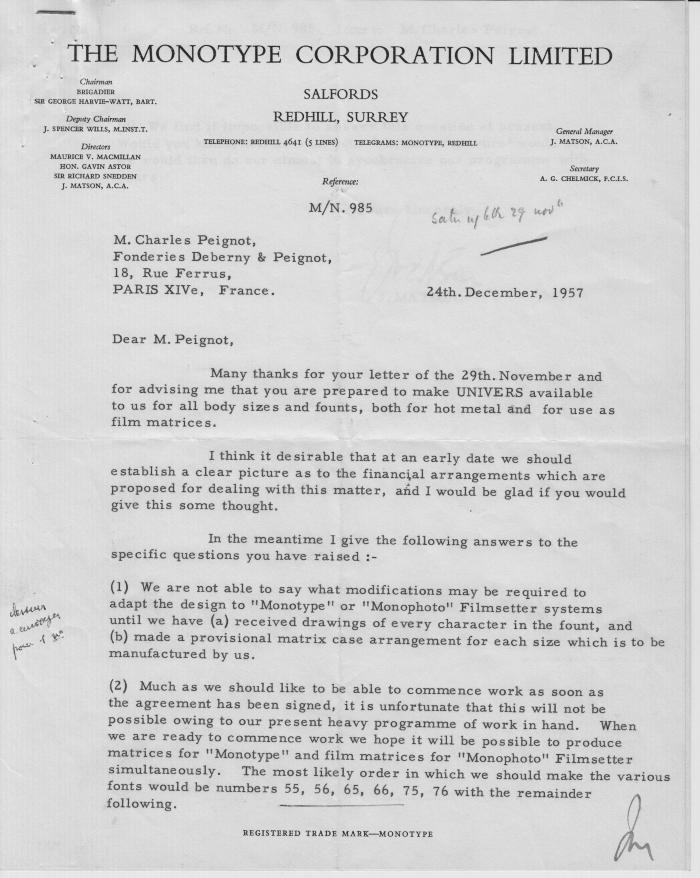 THE MONOTYPE CORPORATION LIMITED
Chairman
BRIGADIER
SIR GEORGE HARVIE-WATT, BART.
Deputy Chairman
J. SPENCER WILLS, M.INST.T.
Directors
MAURICE V. MACMILLAN
HON. GAVIN ASTOR
SIR RICHARD SNEDDEN
J. MATSON, A.C.A.
SALFORDS
REDHILL, SURREY
TELEPHONE: REDHILL 4641 (5 LINES) TELEGRAMS: MONOTYPE, REDHILL
General Manager
J. MATSON, A.C.A.
Secretary
A. G. CHELMICK, F.C.I.S.
Reference:
M/N. 985
29 nov
M. Charles Peignot,
Fonderies Deberny & Peignot,
18, Rue Ferrus,
PARIS XIVe, France.
24th. December, 1957
Dear M. Peignot,
Many thanks for your letter of the 29th. November and
for advising me that you are prepared to make UNIVERS available
to us for all body sizes and founts, both for hot metal and for use as
film matrices.
I think it desirable that at an early date we should
establish a clear picture as to the financial arrangements which are
proposed for dealing with this matter, and I would be glad if you would
give this some thought.
In the meantime I give the following answers to the
specific questions you have raised :-
(1) We are not able to say what modifications may be required to
adapt the design to "Monotype" or "Monophoto" Filmsetter systems
until we have (a) received drawings of every character in the fount, and
(b) made a provisional matrix case arrangement for each size which is to be
manufactured by us.
dessins
a envoyer
pour
(2) Much as we should like to be able to commence work as soon as
the agreement has been signed, it is unfortunate that this will not be
possible owing to our present heavy programme of work in hand. When
we are ready to commence work we hope it will be possible to produce
matrices for "Monotype" and film matrices for "Monophoto" Filmsetter
simultaneously. The most likely order in which we should make the various
fonts would be numbers 55, 56, 65, 66, 75, 76 with the remainder
following.
REGISTERED TRADE MARK—MONOTYPE